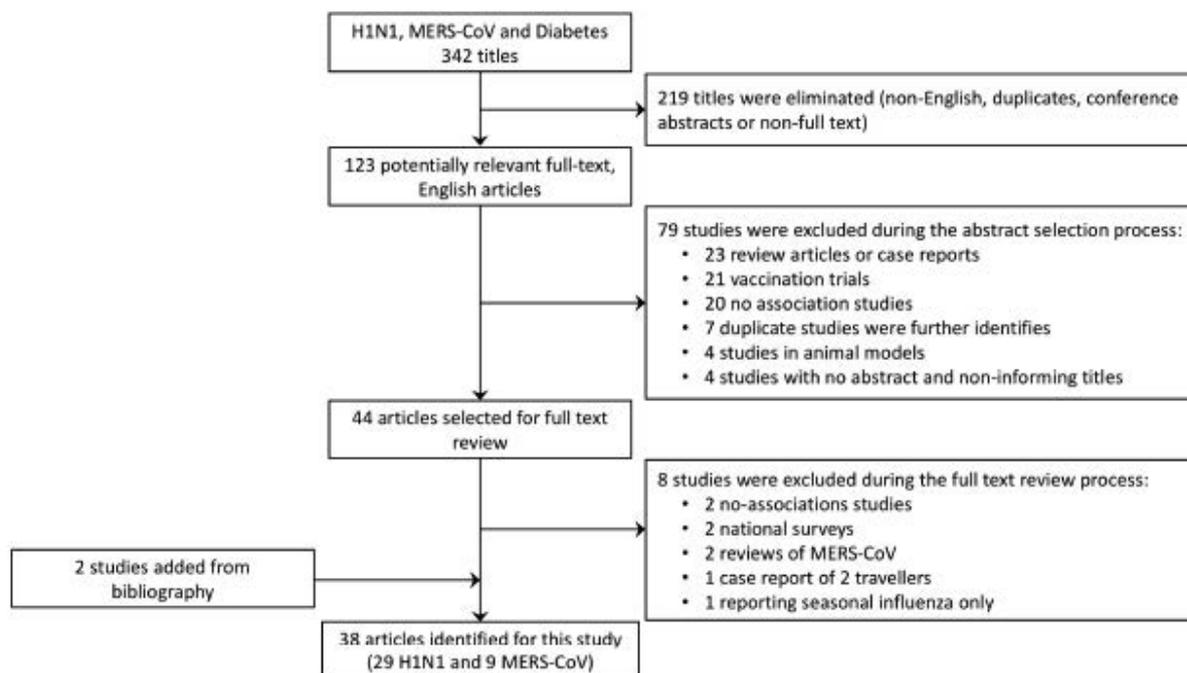 H1N1, MERS-CoV and Diabetes
342 titles
219 titles were eliminated (non-English, duplicates, conference
abstracts or non-full text)
123 potentially relevant full-text,
English articles
79 studies were excluded during the abstract selection process:
• 23 review articles or case reports
• 21 vaccination trials
• 20 no association studies
• 7 duplicate studies were further identifies
• 4 studies in animal models
• 4 studies with no abstract and non-informing titles
44 articles selected for full text
review
8 studies were excluded during the full text review process:
• 2 no-associations studies
• 2 national surveys
• 2 reviews of MERS-CoV
• 1 case report of 2 travellers
• 1 reporting seasonal influenza only
2 studies added from
bibliography
38 articles identified for this study
(29 H1N1 and 9 MERS-CoV)